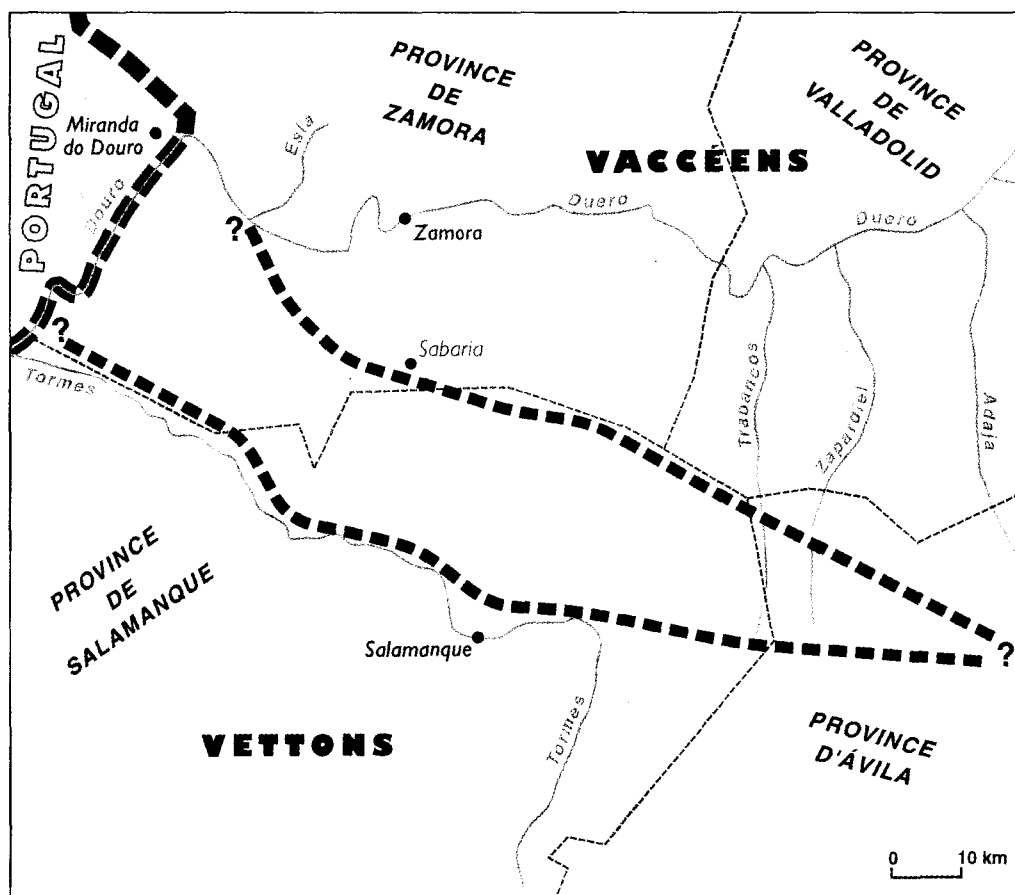 PORTUGAL
Miranda
do Douro
Douro
Esla
PROVINCE
DE
ZAMORA
PROVINCE
DE
VALLADOLID
VACCÉENS
Duero
Duero
?
Zamora
?
Sabaria
Tormes
Trabancos
Zapardiel
Adaja
PROVINCE
DE
SALAMANQUE
Salamanque
?
VETTONS
Tormes
PROVINCE
D'ÁVILA
0 10 km